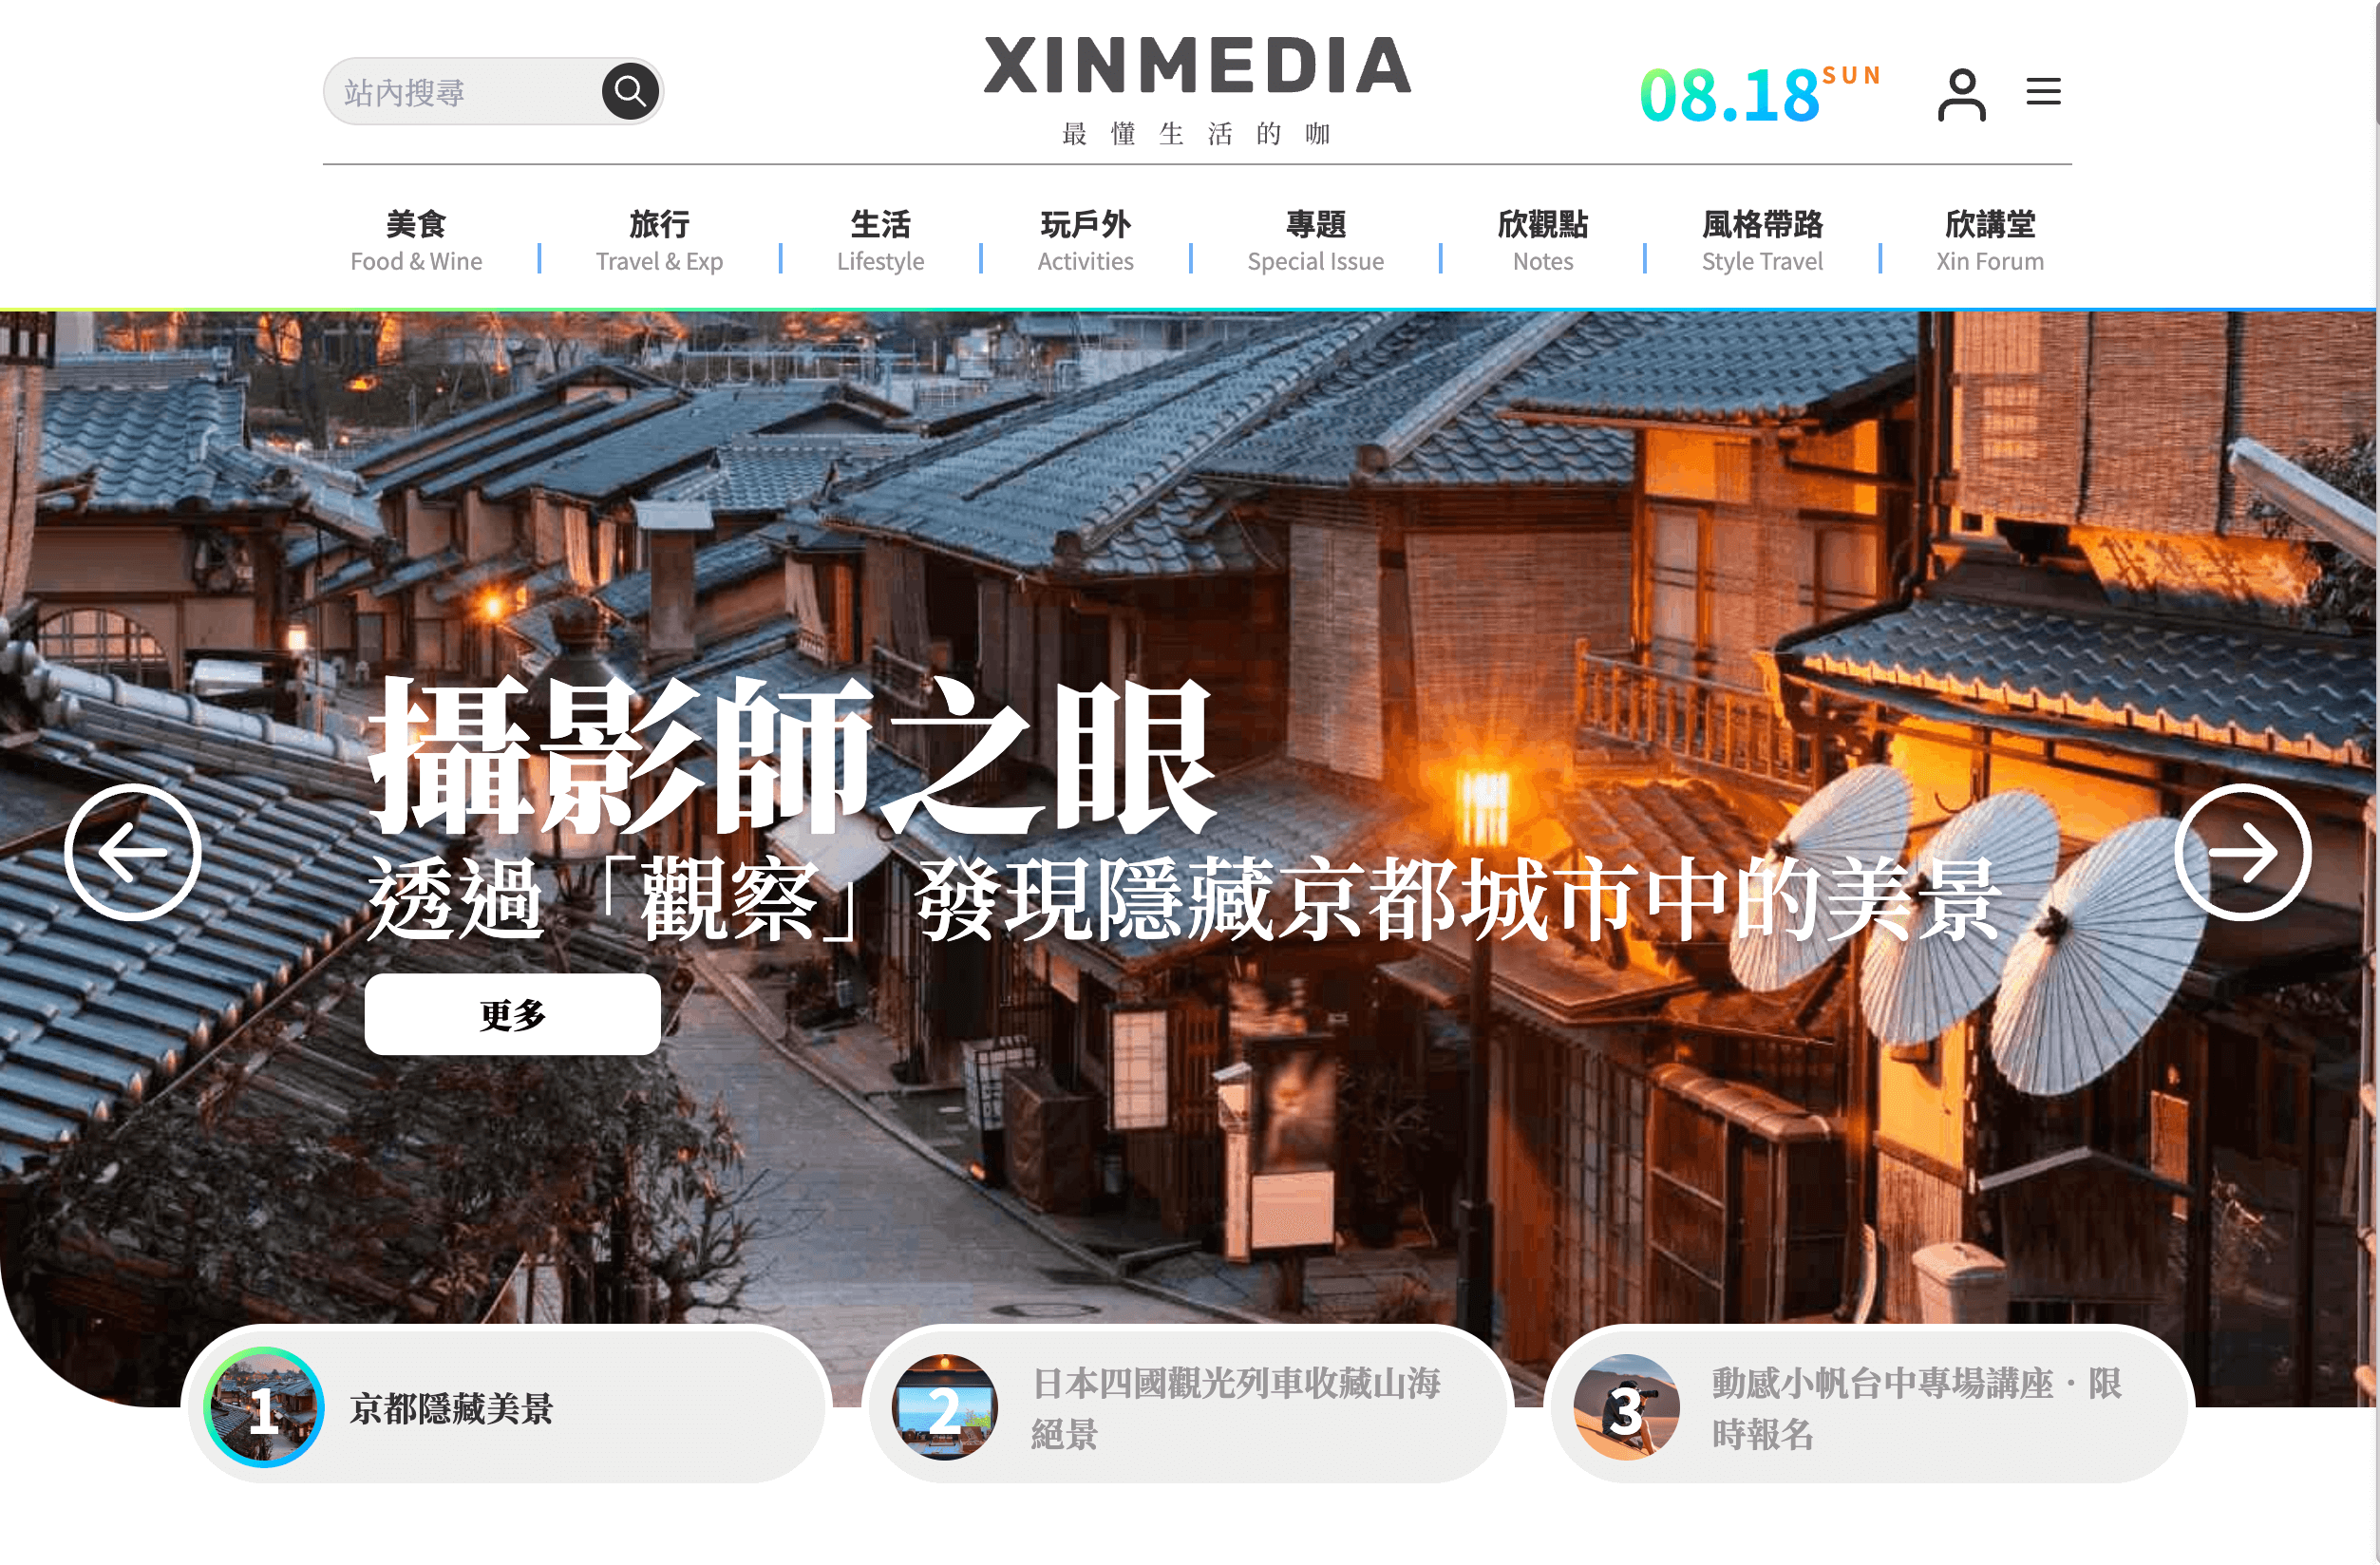 站內搜尋
XINMEDIA
最懂生活的咖
08.18 SUN
美食
Food & Wine
旅行
Travel & Exp
生活
Lifestyle
玩戶外
Activities
專題
Special Issue
欣觀點
Notes
風格帶路
Style Travel
欣講堂
Xin Forum
攝影師之眼
透過「觀察」發現隱藏京都城市中的美景
更多
1
京都隱藏美景
2
日本四國觀光列車收藏山海
絕景
3
動感小帆台中專場講座・限
時報名